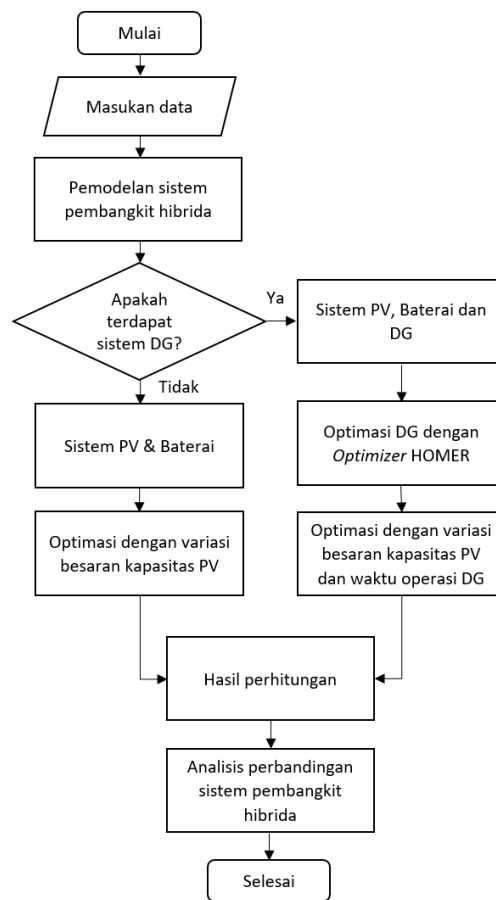 Mulai
Masukan data
Pemodelan sistem
pembangkit hibrida
Apakah
terdapat
sistem DG?
Ya
Sistem PV, Baterai dan
DG
Tidak
Sistem PV & Baterai
Optimasi DG dengan
Optimizer HOMER
Optimasi dengan variasi
besaran kapasitas PV
Optimasi dengan variasi
besaran kapasitas PV
dan waktu operasi DG
Hasil perhitungan
Analisis perbandingan
sistem pembangkit
hibrida
Selesai